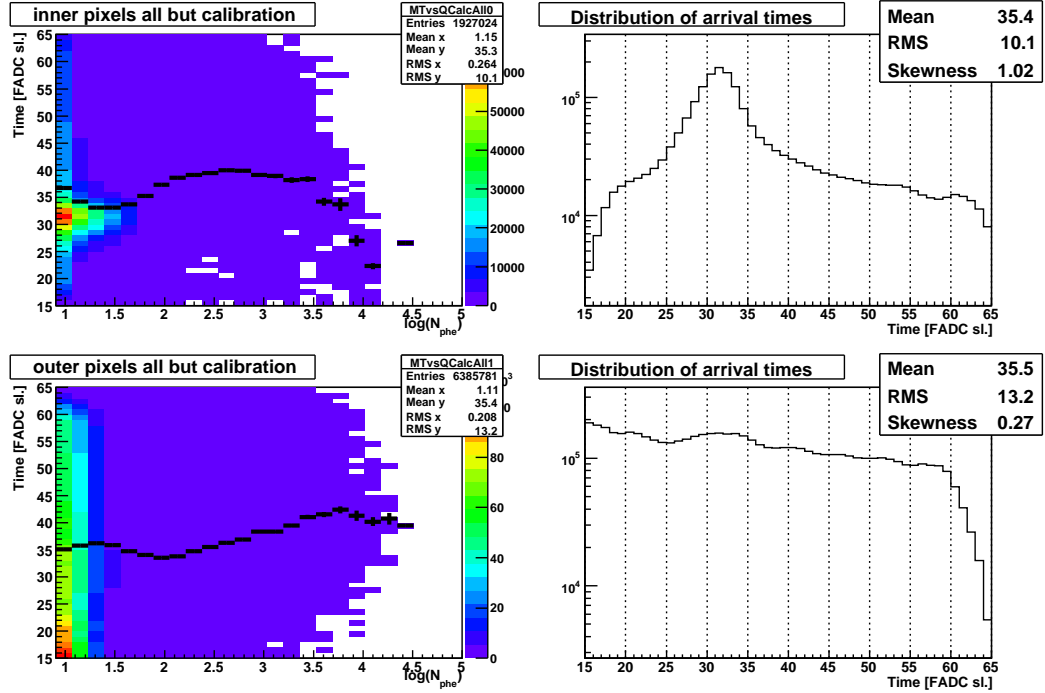 inner pixels all but calibration
MTvsQCalcAll0
Entries 1927024
Mean x 1.15
Mean y 35.3
RMS x 0.264
RMS y 10.1
Time [FADC sl.]
65
60
55
50
45
40
35
30
25
20
15
1
1.5
2
2.5
3
3.5
4
4.5
5
log(N_phe)
50000
40000
30000
20000
10000
0
Distribution of arrival times
Mean 35.4
RMS 10.1
Skewness 1.02
10^5
10^4
15 20 25 30 35 40 45 50 55 60 65
Time [FADC sl.]
outer pixels all but calibration
MTvsQCalcAll1
Entries 6385781
Mean x 1.11
Mean y 35.4
RMS x 0.208
RMS y 13.2
Time [FADC sl.]
65
60
55
50
45
40
35
30
25
20
15
1
1.5
2
2.5
3
3.5
4
4.5
5
log(N_phe)
80
60
40
20
0
Distribution of arrival times
Mean 35.5
RMS 13.2
Skewness 0.27
10^5
10^4
15 20 25 30 35 40 45 50 55 60 65
Time [FADC sl.]